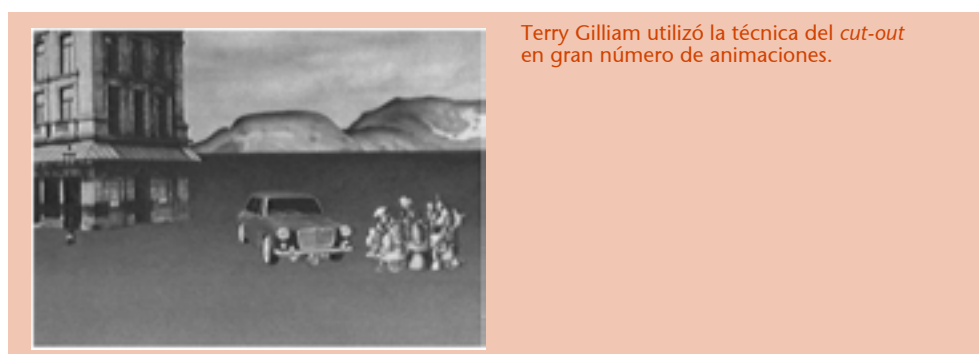 Terry Gilliam utilizó la técnica del cut-out
en gran número de animaciones.